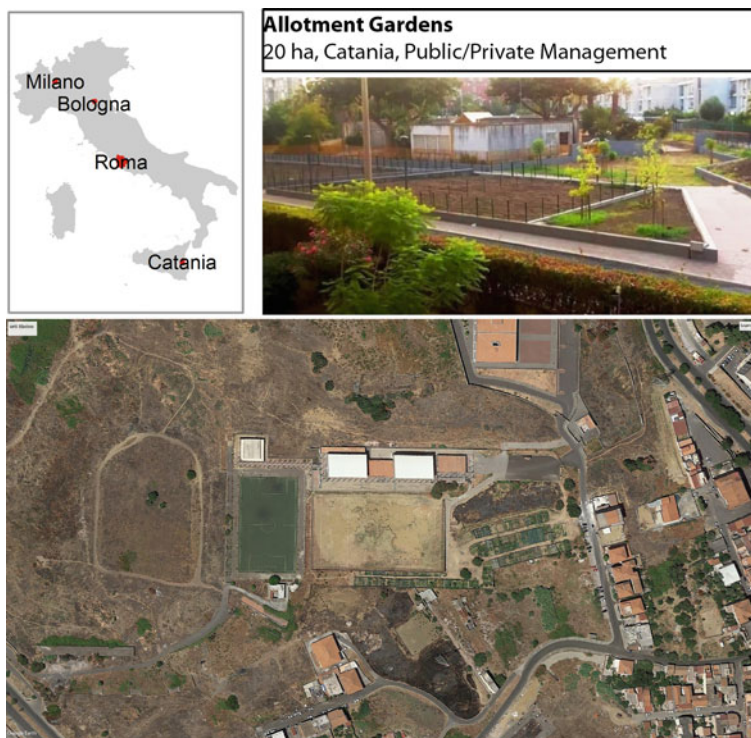 Milano
Bologna
Roma
Catania
Allotment Gardens
20 ha, Catania, Public/Private Management